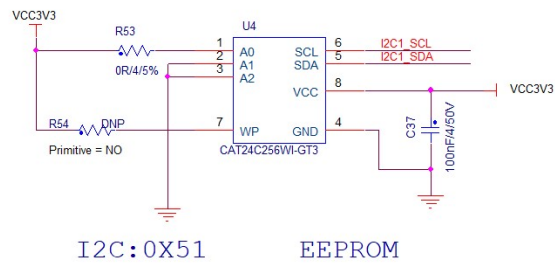 VCC3V3
R53
0R/4/5%
R54
DNP
Primitive = NO
U4
1
2
3
7
A0
A1
A2
WP
SCL
SDA
VCC
GND
6
5
8
4
CAT24C256WI-GT3
I2C1_SCL
I2C1_SDA
VCC3V3
C37
100nF/4/50V
I2C:0X51
EEPROM